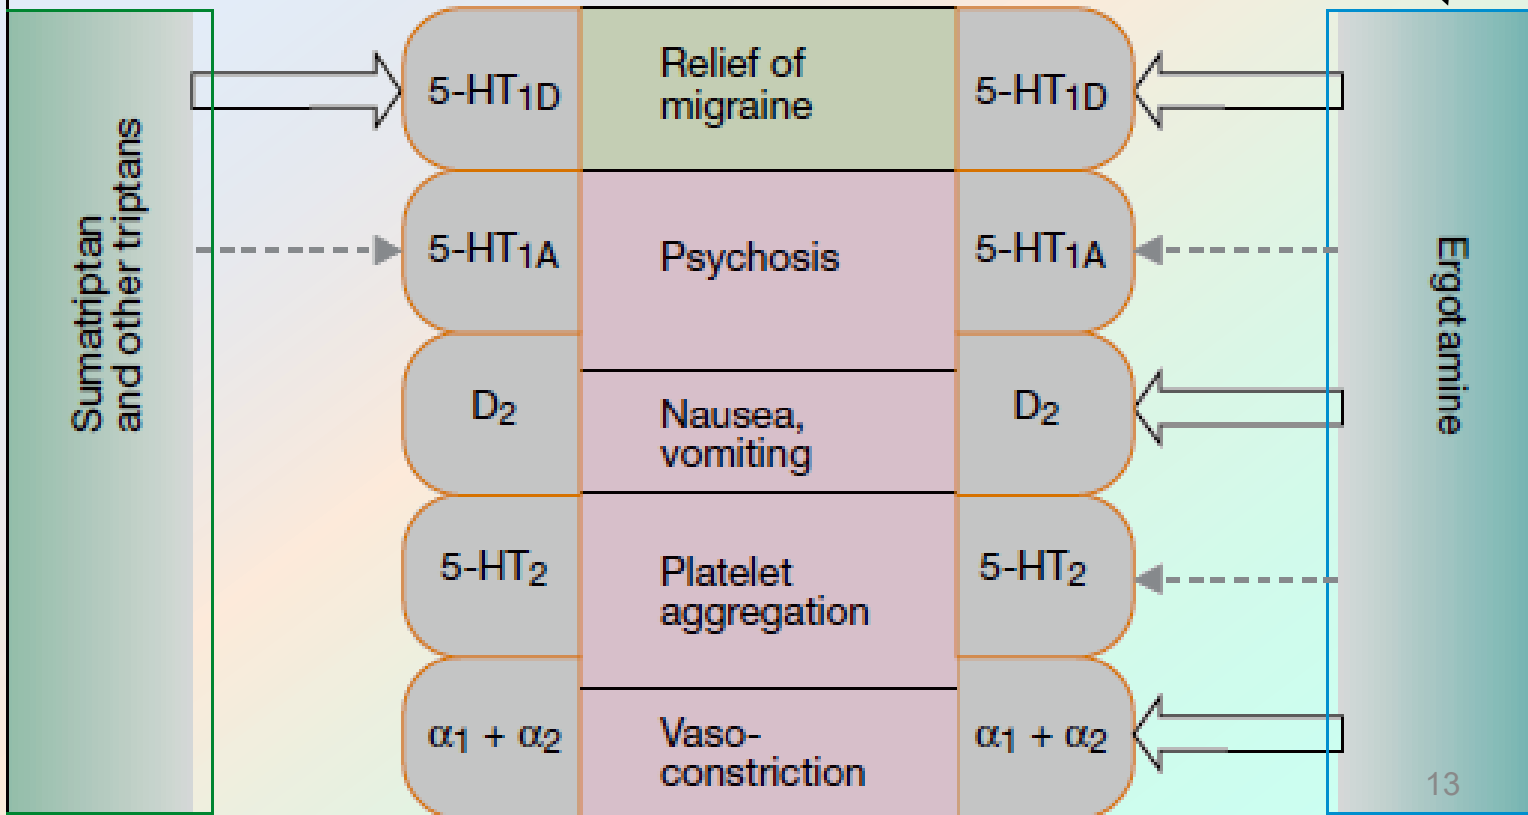 Sumatriptan
and other triptans
5-HT1D
Relief of
migraine
5-HT1D
5-HT1A
Psychosis
5-HT1A
D2
Nausea,
vomiting
D2
5-HT2
Platelet
aggregation
5-HT2
α1 + α2
Vaso-
constriction
α1 + α2
Ergotamine
13